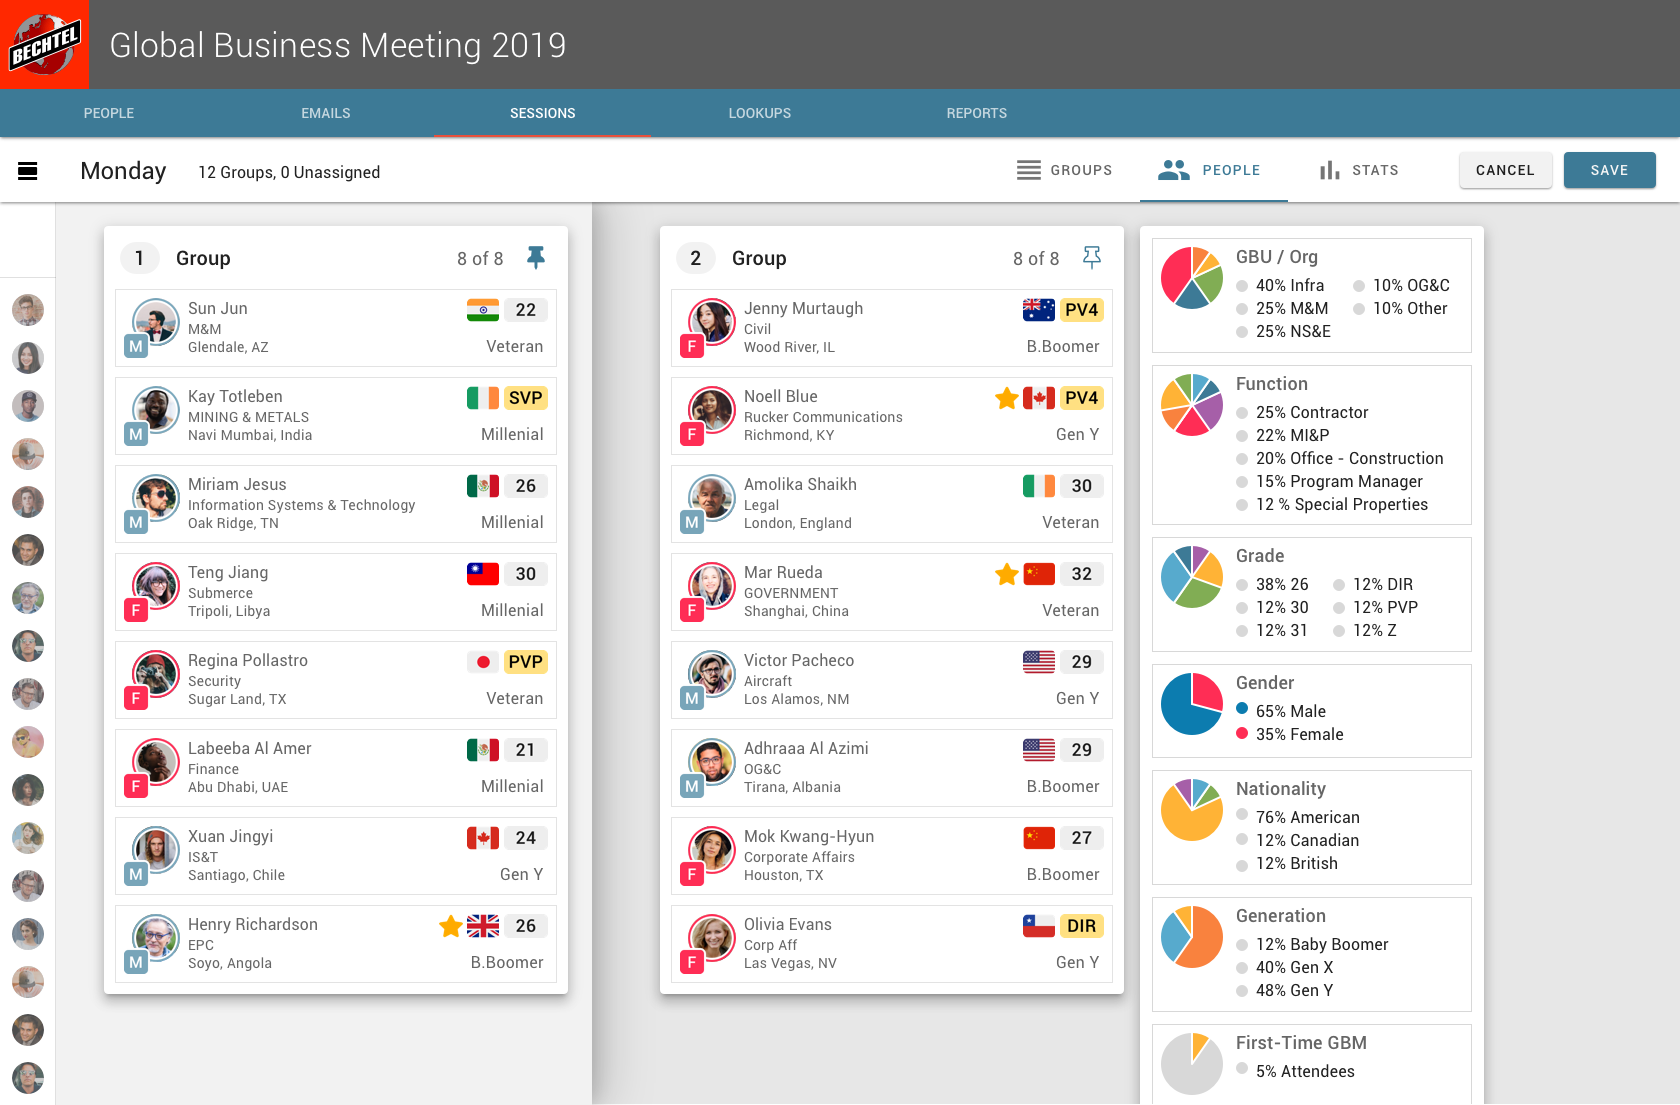 BECHTEL
Global Business Meeting 2019
PEOPLE
EMAILS
SESSIONS
LOOKUPS
REPORTS
Monday
12 Groups, 0 Unassigned
GROUPS
PEOPLE
STATS
CANCEL
SAVE
1 Group 8 of 8
Sun Jun 22
M&M
M Glendale, AZ Veteran
Kay Totleben SVP
MINING & METALS
M Navi Mumbai, India Millenial
Miriam Jesus 26
Information Systems & Technology
M Oak Ridge, TN Millenial
Teng Jiang 30
Submerce
F Tripoli, Libya Millenial
Regina Pollastro PVP
Security
F Sugar Land, TX Veteran
Labeeba Al Amer 21
Finance
F Abu Dhabi, UAE Millenial
Xuan Jingyi 24
IS&T
M Santiago, Chile Gen Y
Henry Richardson 26
EPC
M Soyo, Angola B.Boomer
2 Group 8 of 8
Jenny Murtaugh PV4
Civil
F Wood River, IL B.Boomer
Noell Blue PV4
Rucker Communications
F Richmond, KY Gen Y
Amolika Shaikh 30
Legal
M London, England Veteran
Mar Rueda 32
GOVERNMENT
F Shanghai, China Veteran
Victor Pacheco 29
Aircraft
M Los Alamos, NM Gen Y
Adhraaa Al Azimi 29
OG&C
M Tirana, Albania B.Boomer
Mok Kwang-Hyun 27
Corporate Affairs
F Houston, TX B.Boomer
Olivia Evans DIR
Corp Aff
F Las Vegas, NV Gen Y
GBU / Org
40% Infra 10% OG&C
25% M&M 10% Other
25% NS&E
Function
25% Contractor
22% MI&P
20% Office - Construction
15% Program Manager
12 % Special Properties
Grade
38% 26 12% DIR
12% 30 12% PVP
12% 31 12% Z
Gender
65% Male
35% Female
Nationality
76% American
12% Canadian
12% British
Generation
12% Baby Boomer
40% Gen X
48% Gen Y
First-Time GBM
5% Attendees